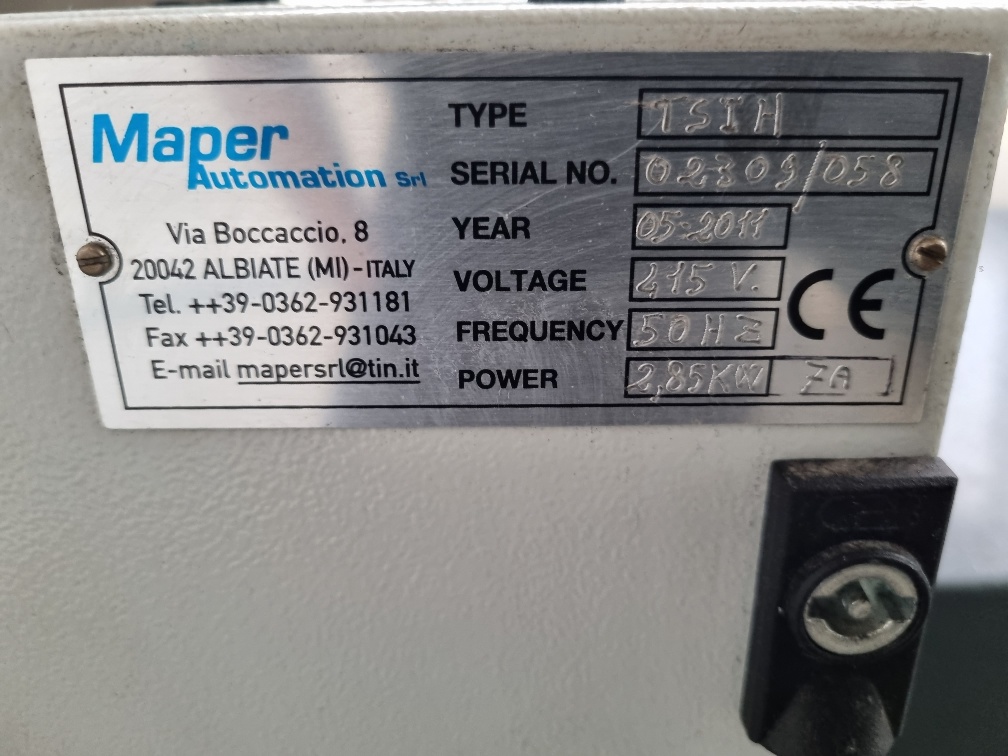 Maper
Automation Srl
Via Boccaccio, 8
20042 ALBIATE (MI) - ITALY
Tel. ++39-0362-931181
Fax ++39-0362-931043
E-mail mapersrl@tin.it
TYPE TSIH
SERIAL NO. 02309/058
YEAR 05-2011
VOLTAGE 415 V.
FREQUENCY 50HZ
POWER 2,85KW 7A
CE